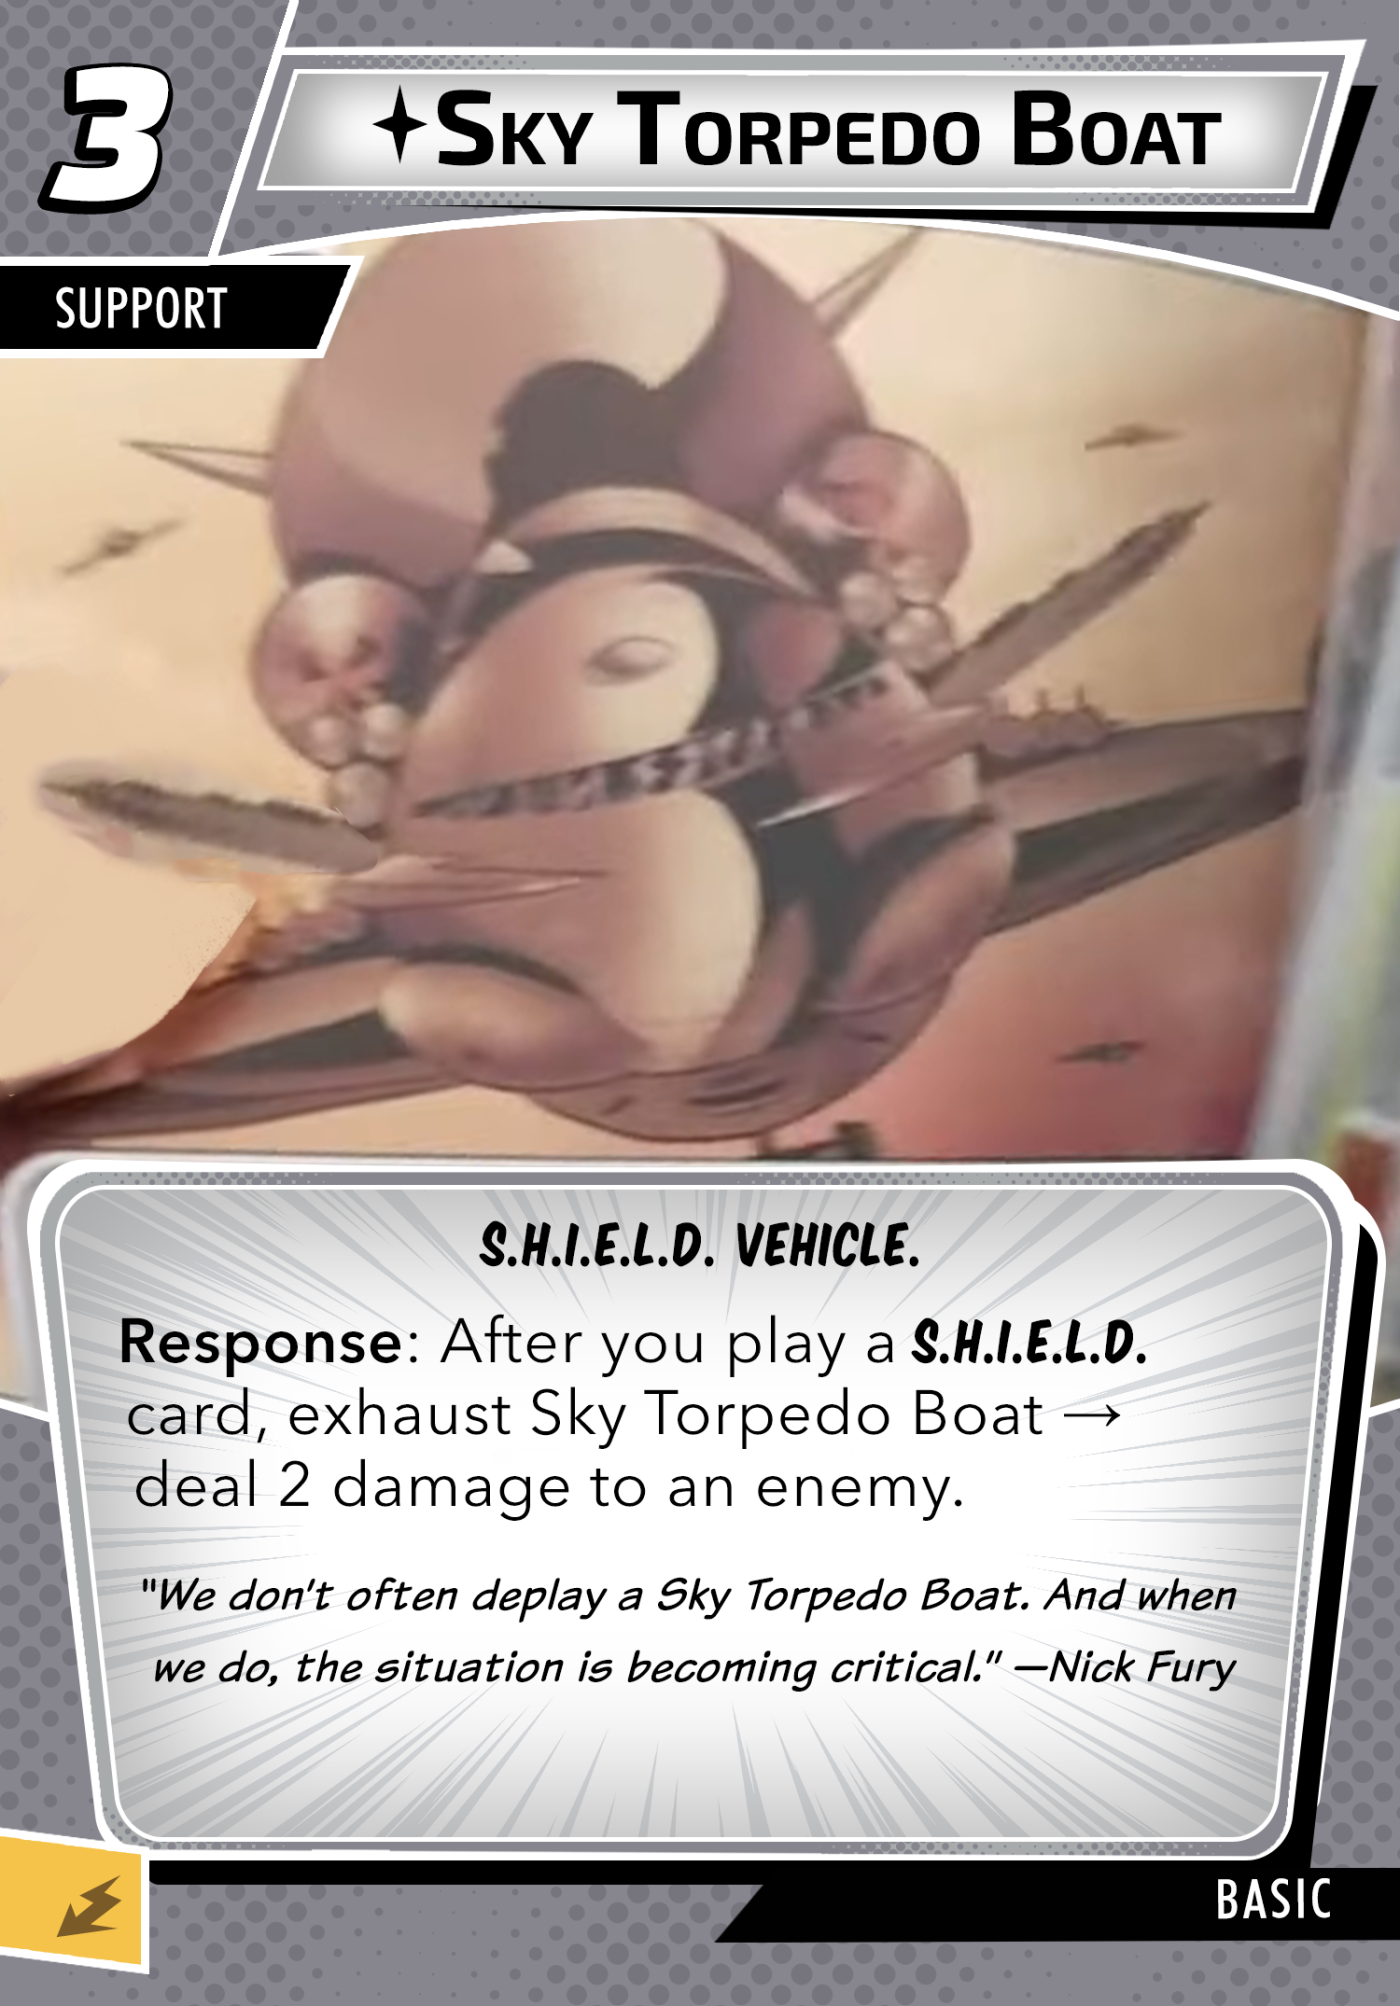 3
SKY TORPEDO BOAT
SUPPORT
S.H.I.E.L.D. VEHICLE.
Response: After you play a S.H.I.E.L.D.
card, exhaust Sky Torpedo Boat →
deal 2 damage to an enemy.
"We don't often deploy a Sky Torpedo Boat. And when
we do, the situation is becoming critical." —Nick Fury
BASIC